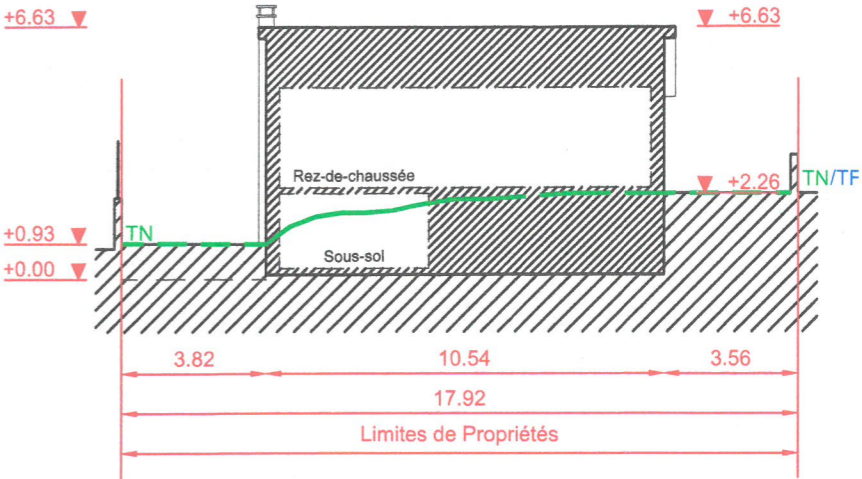 +6.63
+6.63
Rez-de-chaussée
+2.26
TN/TF
+0.93
TN
Sous-sol
+0.00
3.82
10.54
3.56
17.92
Limites de Propriétés